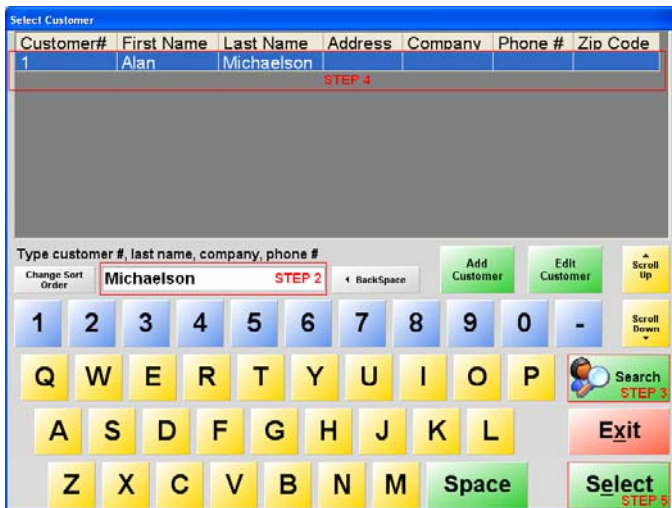 Select Customer
Customer# First Name Last Name Address Company Phone # Zip Code
1 Alan Michaelson
STEP 4
Type customer #, last name, company, phone #
Change Sort Order
Michaelson STEP 2
BackSpace
Add Customer
Edit Customer
Scroll Up
1 2 3 4 5 6 7 8 9 0 -
Scroll Down
Q W E R T Y U I O P
Search
STEP 3
A S D F G H J K L
Exit
Z X C V B N M Space
Select
STEP 5